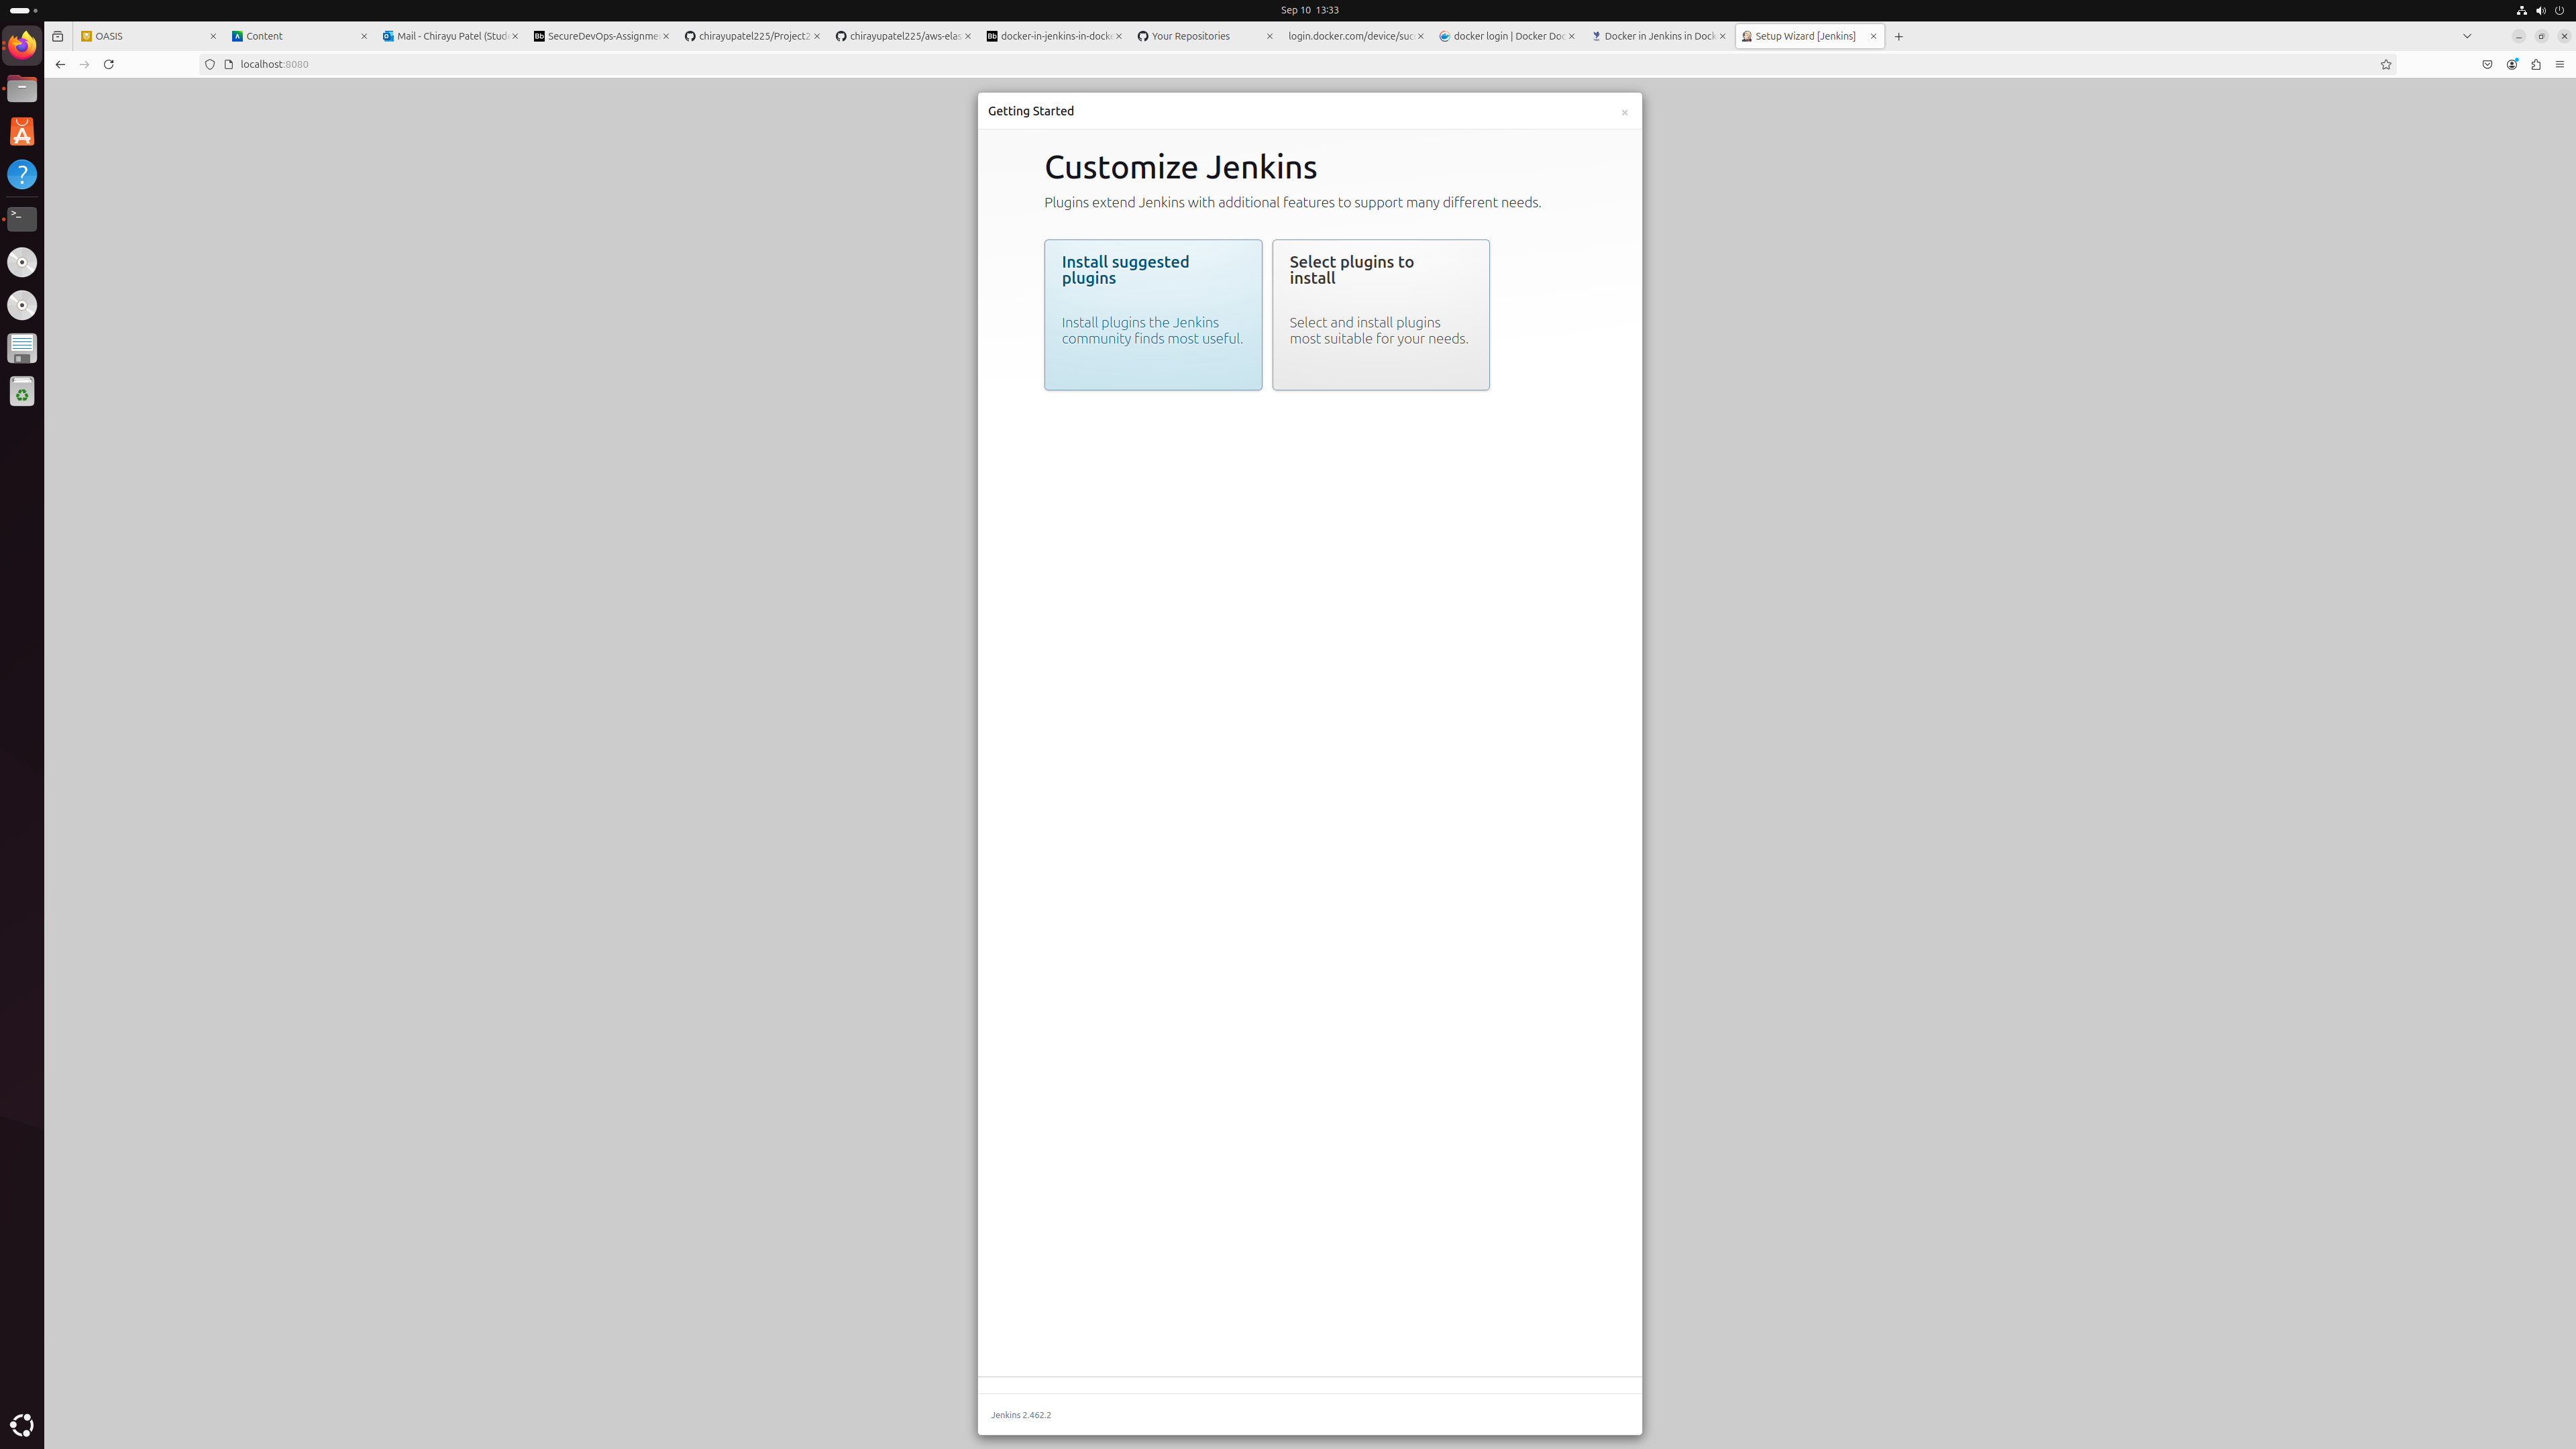 Sep 10 13:33
OASIS
Content
Mail - Chirayu Patel (Stud
SecureDevOps-Assignme
chirayupatel225/Project2
chirayupatel225/aws-elas
docker-in-jenkins-in-docke
Your Repositories
login.docker.com/device/suc
docker login | Docker Doc
Docker in Jenkins in Dock
Setup Wizard [Jenkins]
localhost:8080
Getting Started
Customize Jenkins
Plugins extend Jenkins with additional features to support many different needs.
Install suggested
plugins
Install plugins the Jenkins
community finds most useful.
Select plugins to
install
Select and install plugins
most suitable for your needs.
Jenkins 2.462.2